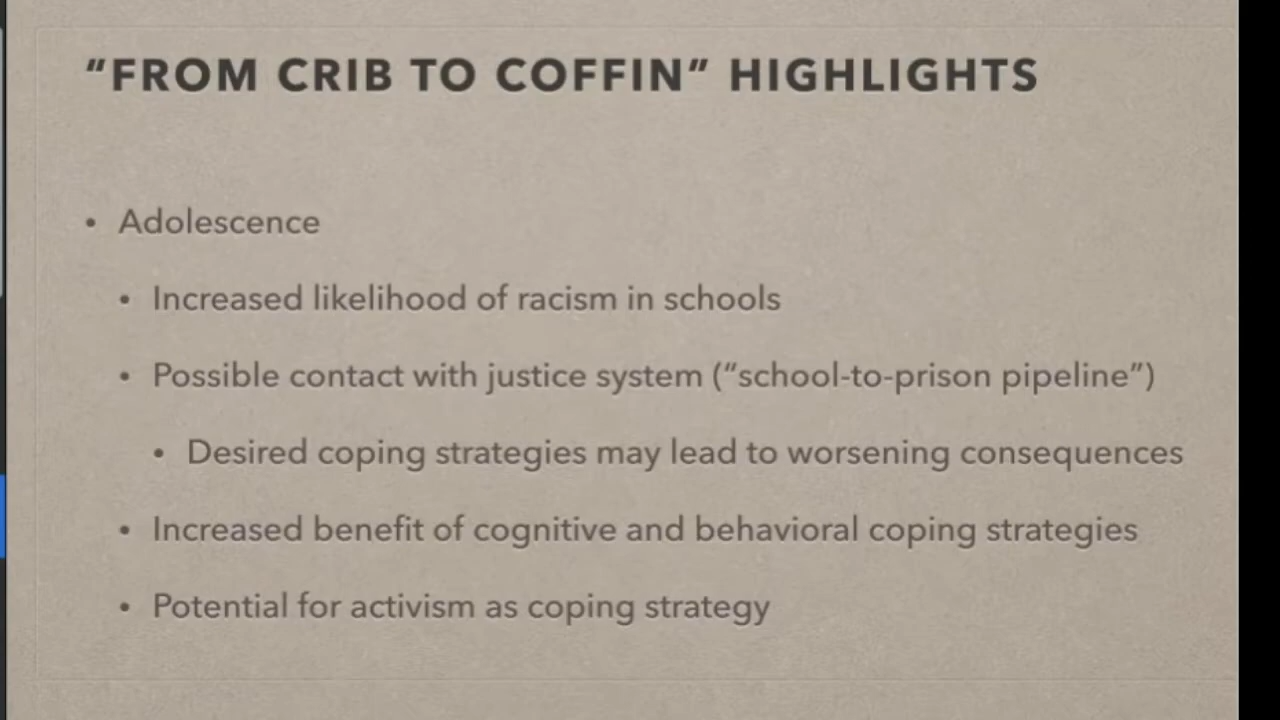 “FROM CRIB TO COFFIN” HIGHLIGHTS
• Adolescence
• Increased likelihood of racism in schools
• Possible contact with justice system (“school-to-prison pipeline”)
• Desired coping strategies may lead to worsening consequences
• Increased benefit of cognitive and behavioral coping strategies
• Potential for activism as coping strategy